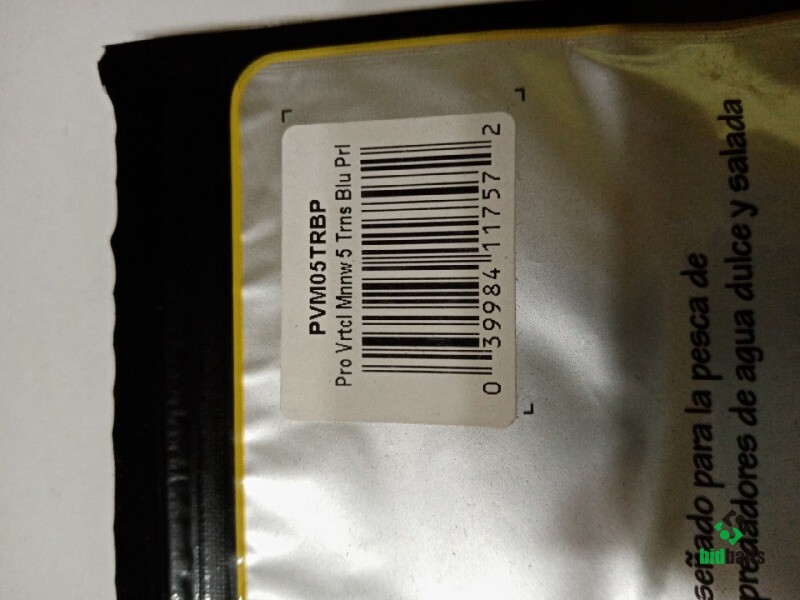 PVM05TRBP
Pro Vrtcl Mnnw 5 Trns Blu Prl
0 39984 11757 2
señado para la pesca de
predadores de agua dulce y salada